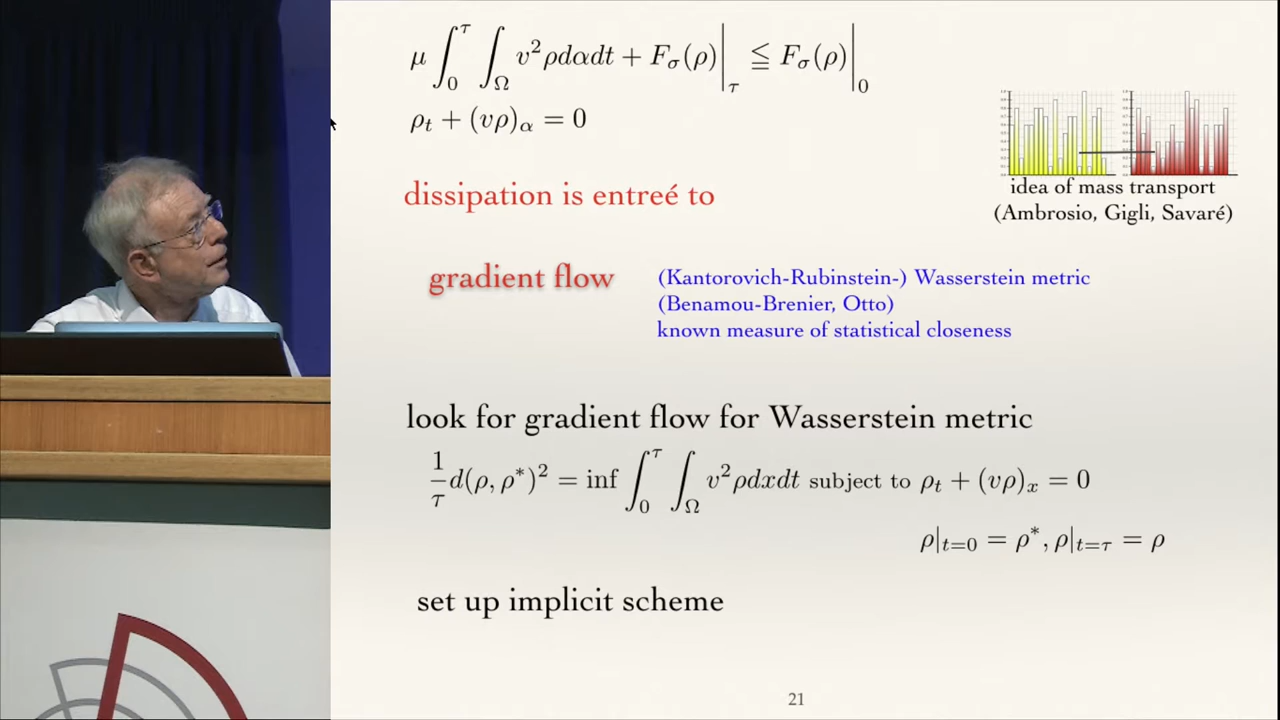 μ∫₀^τ ∫_Ω v²ρdαdt + F_σ(ρ)|_τ ≦ F_σ(ρ)|₀
ρ_t + (vρ)_α = 0
idea of mass transport
(Ambrosio, Gigli, Savaré)
dissipation is entreé to
gradient flow
(Kantorovich-Rubinstein-) Wasserstein metric
(Benamou-Brenier, Otto)
known measure of statistical closeness
look for gradient flow for Wasserstein metric
1/τ d(ρ, ρ*)² = inf ∫₀^τ ∫_Ω v²ρdxdt subject to ρ_t + (vρ)_x = 0
ρ|_{t=0} = ρ*, ρ|_{t=τ} = ρ
set up implicit scheme
21